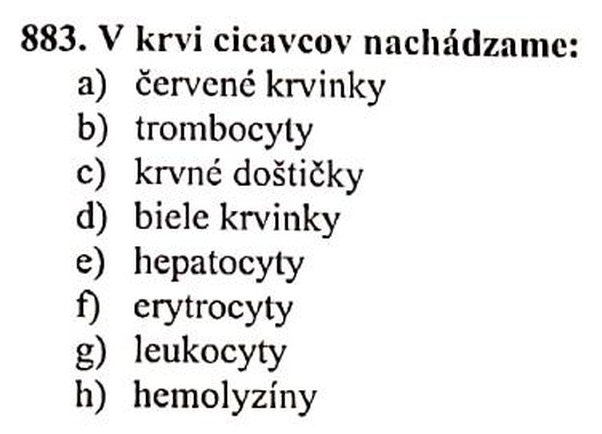 883. V krvi cicavcov nachádzame:
a) červené krvinky
b) trombocyty
c) krvné doštičky
d) biele krvinky
e) hepatocyty
f) erytrocyty
g) leukocyty
h) hemolyzíny